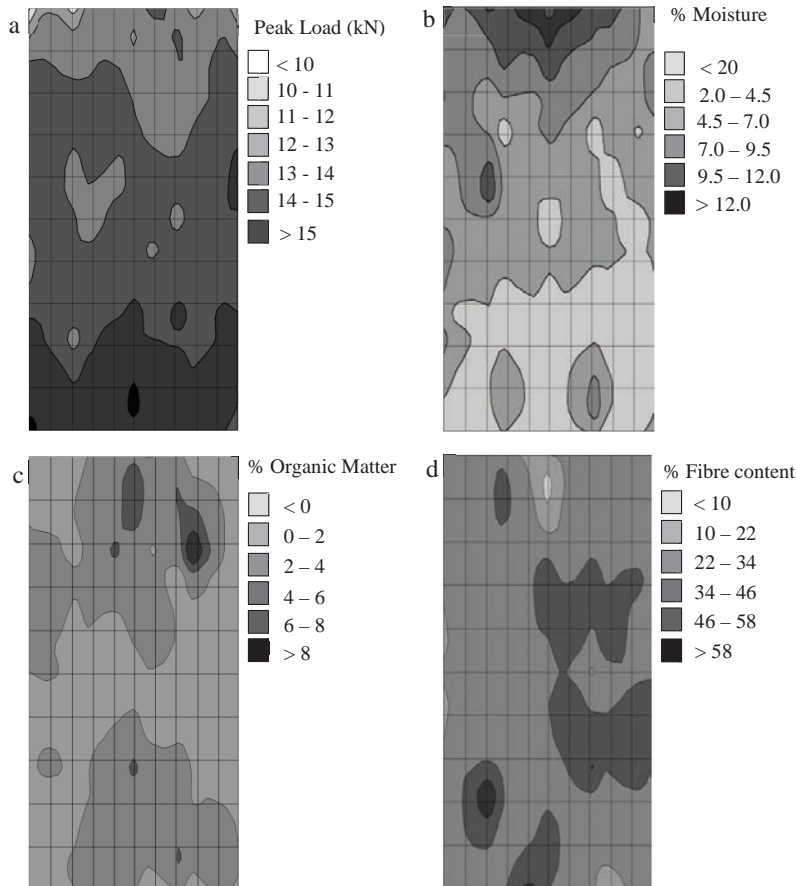 a
Peak Load (kN)
< 10
10 - 11
11 - 12
12 - 13
13 - 14
14 - 15
> 15
b
% Moisture
< 20
2.0 – 4.5
4.5 – 7.0
7.0 – 9.5
9.5 – 12.0
> 12.0
c
% Organic Matter
< 0
0 – 2
2 – 4
4 – 6
6 – 8
> 8
d
% Fibre content
< 10
10 – 22
22 – 34
34 – 46
46 – 58
> 58